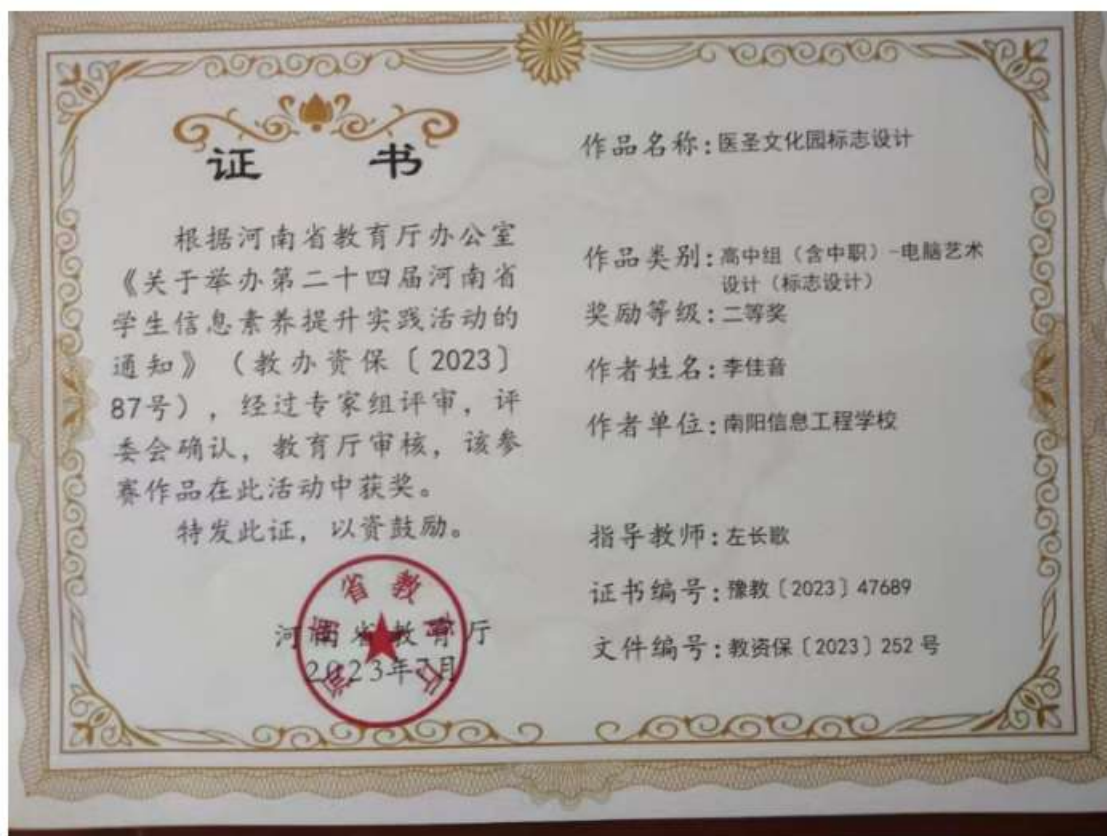 证 书
根据河南省教育厅办公室
《关于举办第二十四届河南省
学生信息素养提升实践活动的
通知》（教办资保〔2023〕
87号），经过专家组评审，评
委会确认，教育厅审核，该参
赛作品在此活动中获奖。
特发此证，以资鼓励。
河南省教育厅
2023年7月
河南省教育厅
作品名称：医圣文化园标志设计
作品类别：高中组（含中职）-电脑艺术
设计（标志设计）
奖励等级：二等奖
作者姓名：李佳音
作者单位：南阳信息工程学校
指导教师：左长歌
证书编号：豫教〔2023〕47689
文件编号：教资保〔2023〕252 号